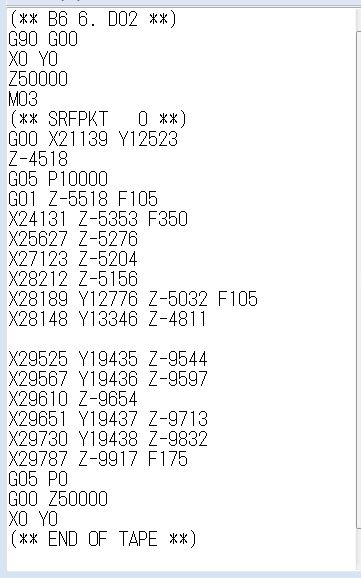 (** B6 6. D02 **)
G90 G00
X0 Y0
Z50000
M03
(** SRFPKT   0 **)
G00 X21139 Y12523
Z-4518
G05 P10000
G01 Z-5518 F105
X24131 Z-5353 F350
X25627 Z-5276
X27123 Z-5204
X28212 Z-5156
X28189 Y12776 Z-5032 F105
X28148 Y13346 Z-4811

X29525 Y19435 Z-9544
X29567 Y19436 Z-9597
X29610 Z-9654
X29651 Y19437 Z-9713
X29730 Y19438 Z-9832
X29787 Z-9917 F175
G05 P0
G00 Z50000
X0 Y0
(** END OF TAPE **)